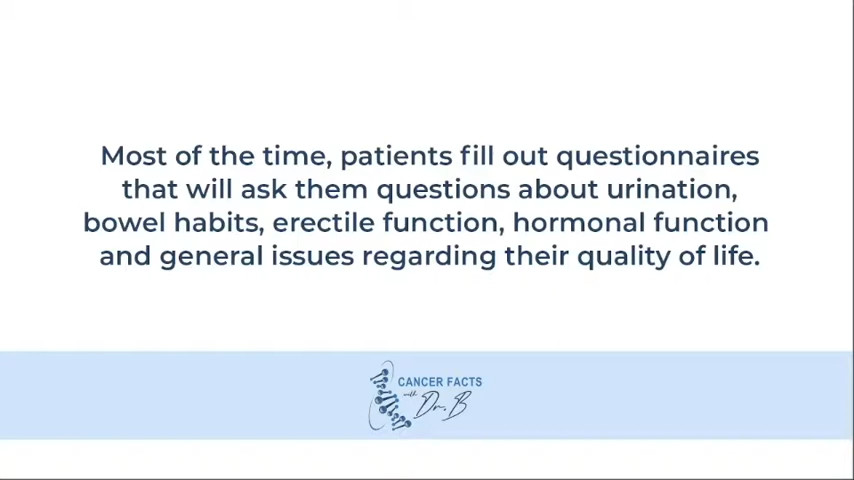 Most of the time, patients fill out questionnaires
that will ask them questions about urination,
bowel habits, erectile function, hormonal function
and general issues regarding their quality of life.
CANCER FACTS
with Dr. B